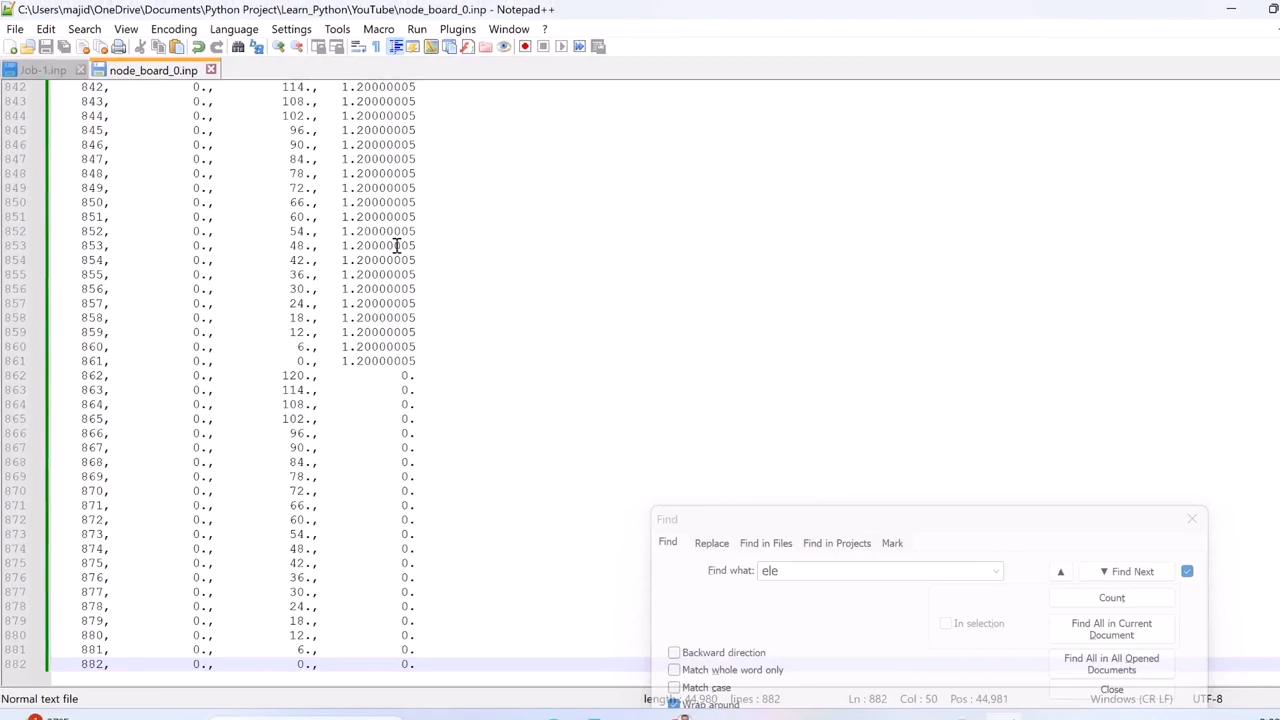 C:\Users\majid\OneDrive\Documents\Python Project\Learn_Python\YouTube\node_board_0.inp - Notepad++
File Edit Search View Encoding Language Settings Tools Macro Run Plugins Window ?
Job-1.inp node_board_0.inp
842 842, 0., 114., 1.20000005
843 843, 0., 108., 1.20000005
844 844, 0., 102., 1.20000005
845 845, 0., 96., 1.20000005
846 846, 0., 90., 1.20000005
847 847, 0., 84., 1.20000005
848 848, 0., 78., 1.20000005
849 849, 0., 72., 1.20000005
850 850, 0., 66., 1.20000005
851 851, 0., 60., 1.20000005
852 852, 0., 54., 1.20000005
853 853, 0., 48., 1.20000005
854 854, 0., 42., 1.20000005
855 855, 0., 36., 1.20000005
856 856, 0., 30., 1.20000005
857 857, 0., 24., 1.20000005
858 858, 0., 18., 1.20000005
859 859, 0., 12., 1.20000005
860 860, 0., 6., 1.20000005
861 861, 0., 0., 1.20000005
862 862, 0., 120., 0.
863 863, 0., 114., 0.
864 864, 0., 108., 0.
865 865, 0., 102., 0.
866 866, 0., 96., 0.
867 867, 0., 90., 0.
868 868, 0., 84., 0.
869 869, 0., 78., 0.
870 870, 0., 72., 0.
871 871, 0., 66., 0.
872 872, 0., 60., 0.
873 873, 0., 54., 0.
874 874, 0., 48., 0.
875 875, 0., 42., 0.
876 876, 0., 36., 0.
877 877, 0., 30., 0.
878 878, 0., 24., 0.
879 879, 0., 18., 0.
880 880, 0., 12., 0.
881 881, 0., 6., 0.
882 882, 0., 0., 0.
Find
Find Replace Find in Files Find in Projects Mark
Find what: ele
▲ ▼ Find Next
Count
In selection
Find All in Current
Document
Backward direction
Find All in All Opened
Documents
Match whole word only
Match case
Close
Wrap around
Normal text file length : 44,980 lines : 882 Ln : 882 Col : 50 Pos : 44,981 Windows (CR LF) UTF-8